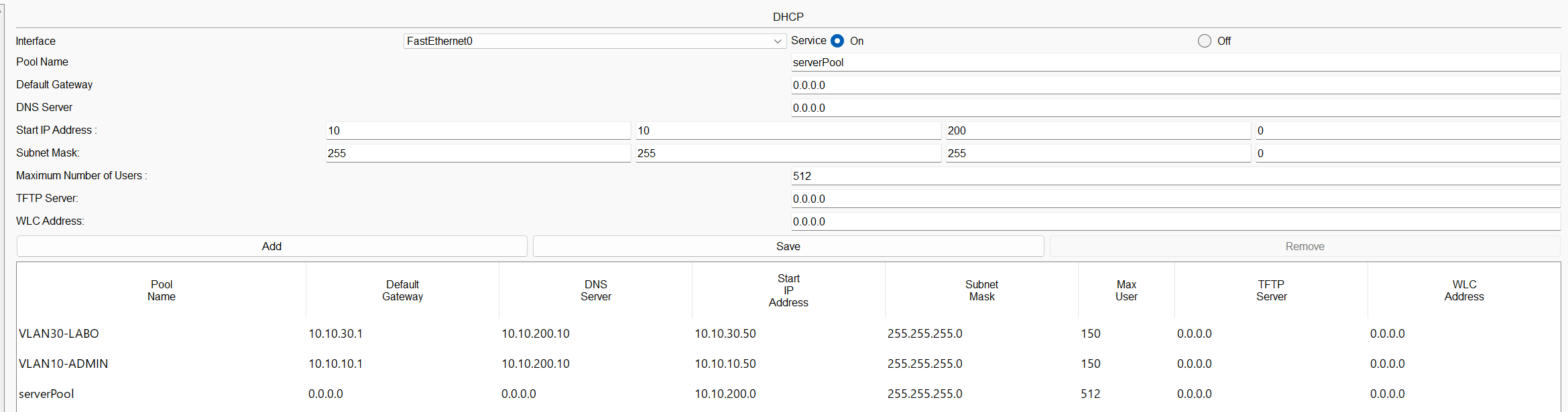 DHCP
Interface FastEthernet0 Service On Off
Pool Name serverPool
Default Gateway 0.0.0.0
DNS Server 0.0.0.0
Start IP Address : 10 10 200 0
Subnet Mask: 255 255 255 0
Maximum Number of Users : 512
TFTP Server: 0.0.0.0
WLC Address: 0.0.0.0
Add Save Remove
Pool Name Default Gateway DNS Server Start IP Address Subnet Mask Max User TFTP Server WLC Address
VLAN30-LABO 10.10.30.1 10.10.200.10 10.10.30.50 255.255.255.0 150 0.0.0.0 0.0.0.0
VLAN10-ADMIN 10.10.10.1 10.10.200.10 10.10.10.50 255.255.255.0 150 0.0.0.0 0.0.0.0
serverPool 0.0.0.0 0.0.0.0 10.10.200.0 255.255.255.0 512 0.0.0.0 0.0.0.0